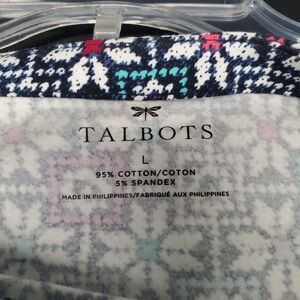 TALBOTS
L
95% COTTON/COTON
5% SPANDEX
MADE IN PHILIPPINES/FABRIQUÉ AUX PHILIPPINES